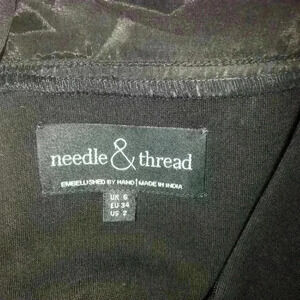 needle & thread
EMBELLISHED BY HAND | MADE IN INDIA
UK 6
EU 34
US 2